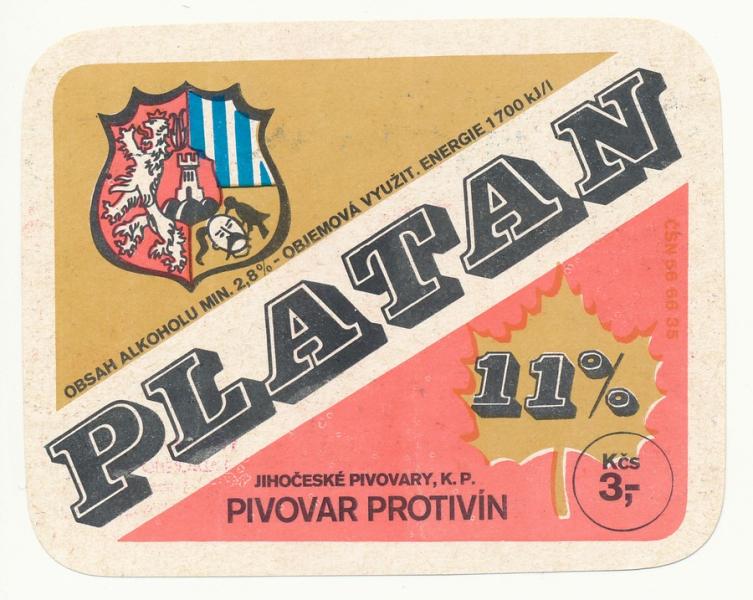 OBSAH ALKOHOLU MIN. 2,8% - OBJEMOVÁ VYUŽIT. ENERGIE 1700 kJ/l
PLATAN
ČSN 56 66 35
11%
Kčs
3,-
JIHOČESKÉ PIVOVARY, K. P.
PIVOVAR PROTIVÍN